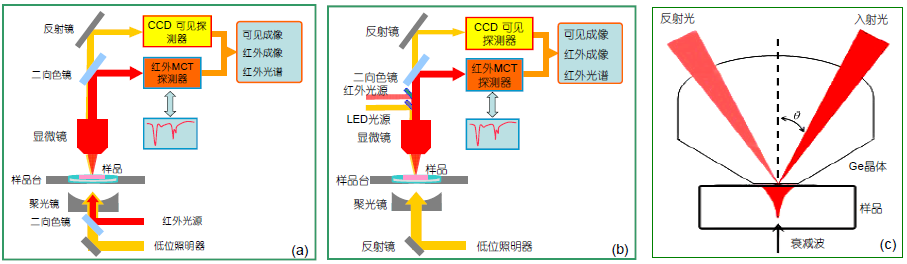 反射镜
CCD 可见探
测器
可见成像
红外成像
红外光谱
二向色镜
红外MCT
探测器
显微镜
样品
样品台
聚光镜
二向色镜
红外光源
低位照明器
(a)
反射镜
CCD 可见
探测器
可见成像
红外成像
红外光谱
二向色镜
红外光源
红外MCT
探测器
LED光源
显微镜
样品
样品台
聚光镜
反射镜
低位照明器
(b)
反射光
入射光
θ
Ge晶体
样品
衰减波
(c)